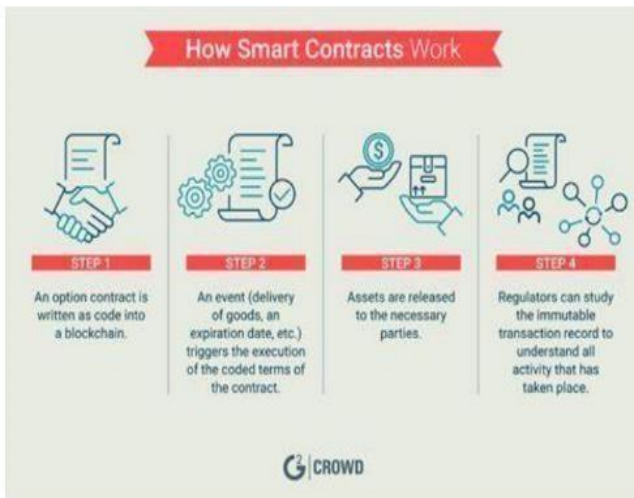 How Smart Contracts Work
STEP 1
An option contract is
written as code into
a blockchain.
STEP 2
An event (delivery
of goods, an
expiration date, etc.)
triggers the execution
of the coded terms of
the contract.
STEP 3
Assets are released
to the necessary
parties.
STEP 4
Regulators can study
the immutable
transaction record to
understand all
activity that has
taken place.
G2 | CROWD